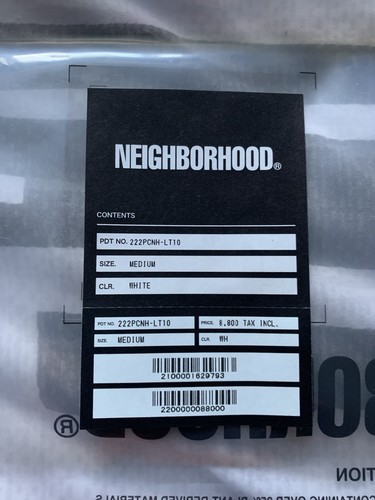 NEIGHBORHOOD®
CONTENTS
PDT NO. 222PCNH-LT10
SIZE. MEDIUM
CLR. WHITE
PDT NO. 222PCNH-LT10 PRICE. 8,800 TAX INCL.
SIZE. MEDIUM CLR. WH
2100001629793
2200000088000